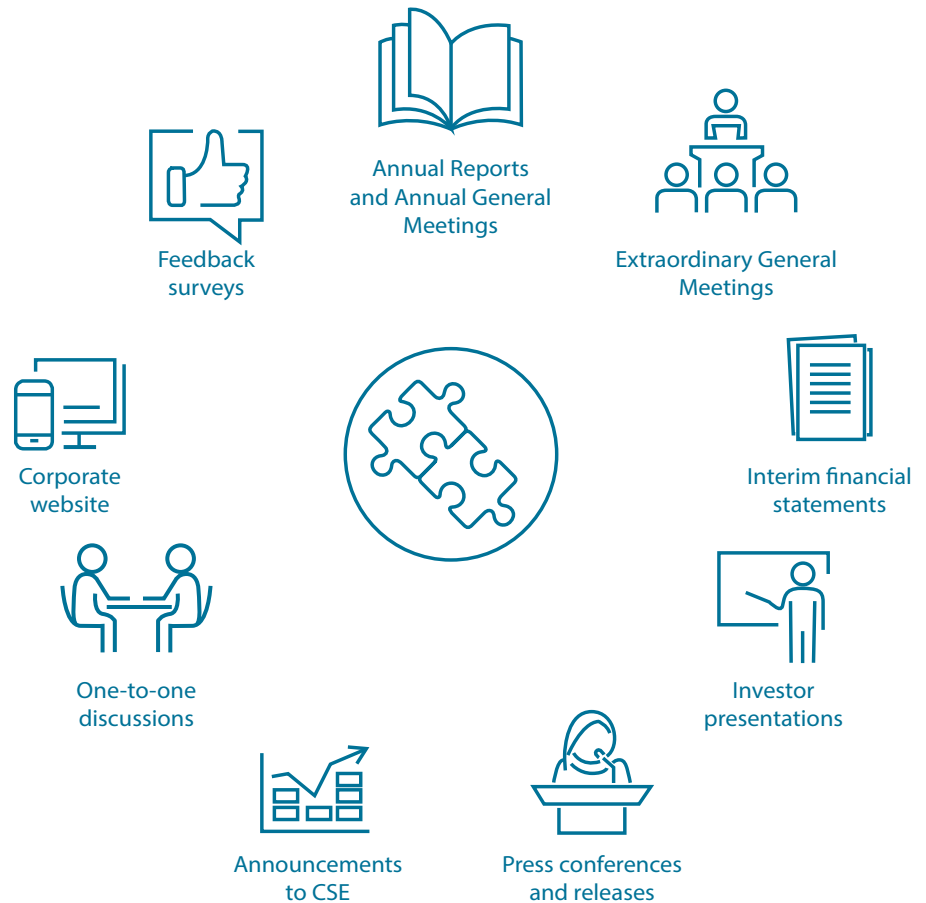 Annual Reports
and Annual General
Meetings
Extraordinary General
Meetings
Feedback
surveys
Interim financial
statements
Corporate
website
Investor
presentations
One-to-one
discussions
Press conferences
and releases
Announcements
to CSE